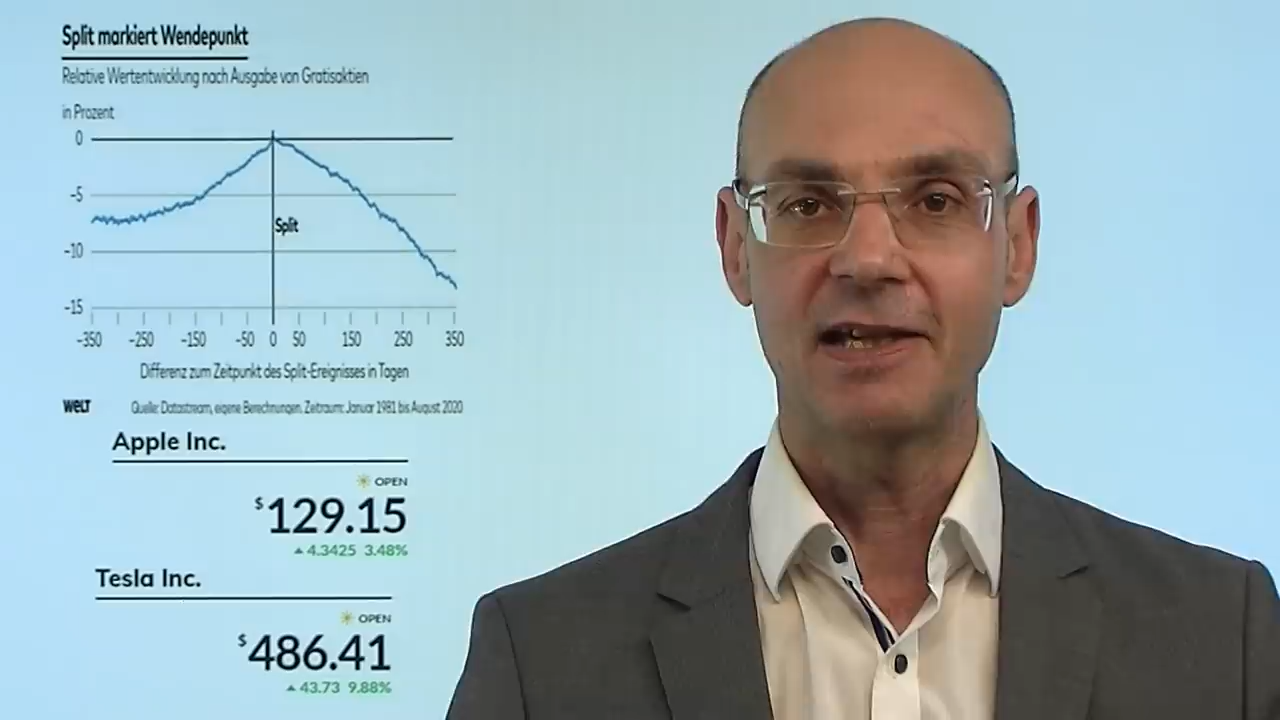 Split markiert Wendepunkt
Relative Wertentwicklung nach Ausgabe von Gratisaktien
in Prozent
0
-5
-10
-15
Split
-350 -250 -150 -50 0 50 150 250 350
Differenz zum Zeitpunkt des Split-Ereignisses in Tagen
WELT Quelle: Datastream, eigene Berechnungen. Zeitraum: Januar 1981 bis August 2020
Apple Inc.
OPEN
$129.15
4.3425 3.48%
Tesla Inc.
OPEN
$486.41
43.73 9.88%